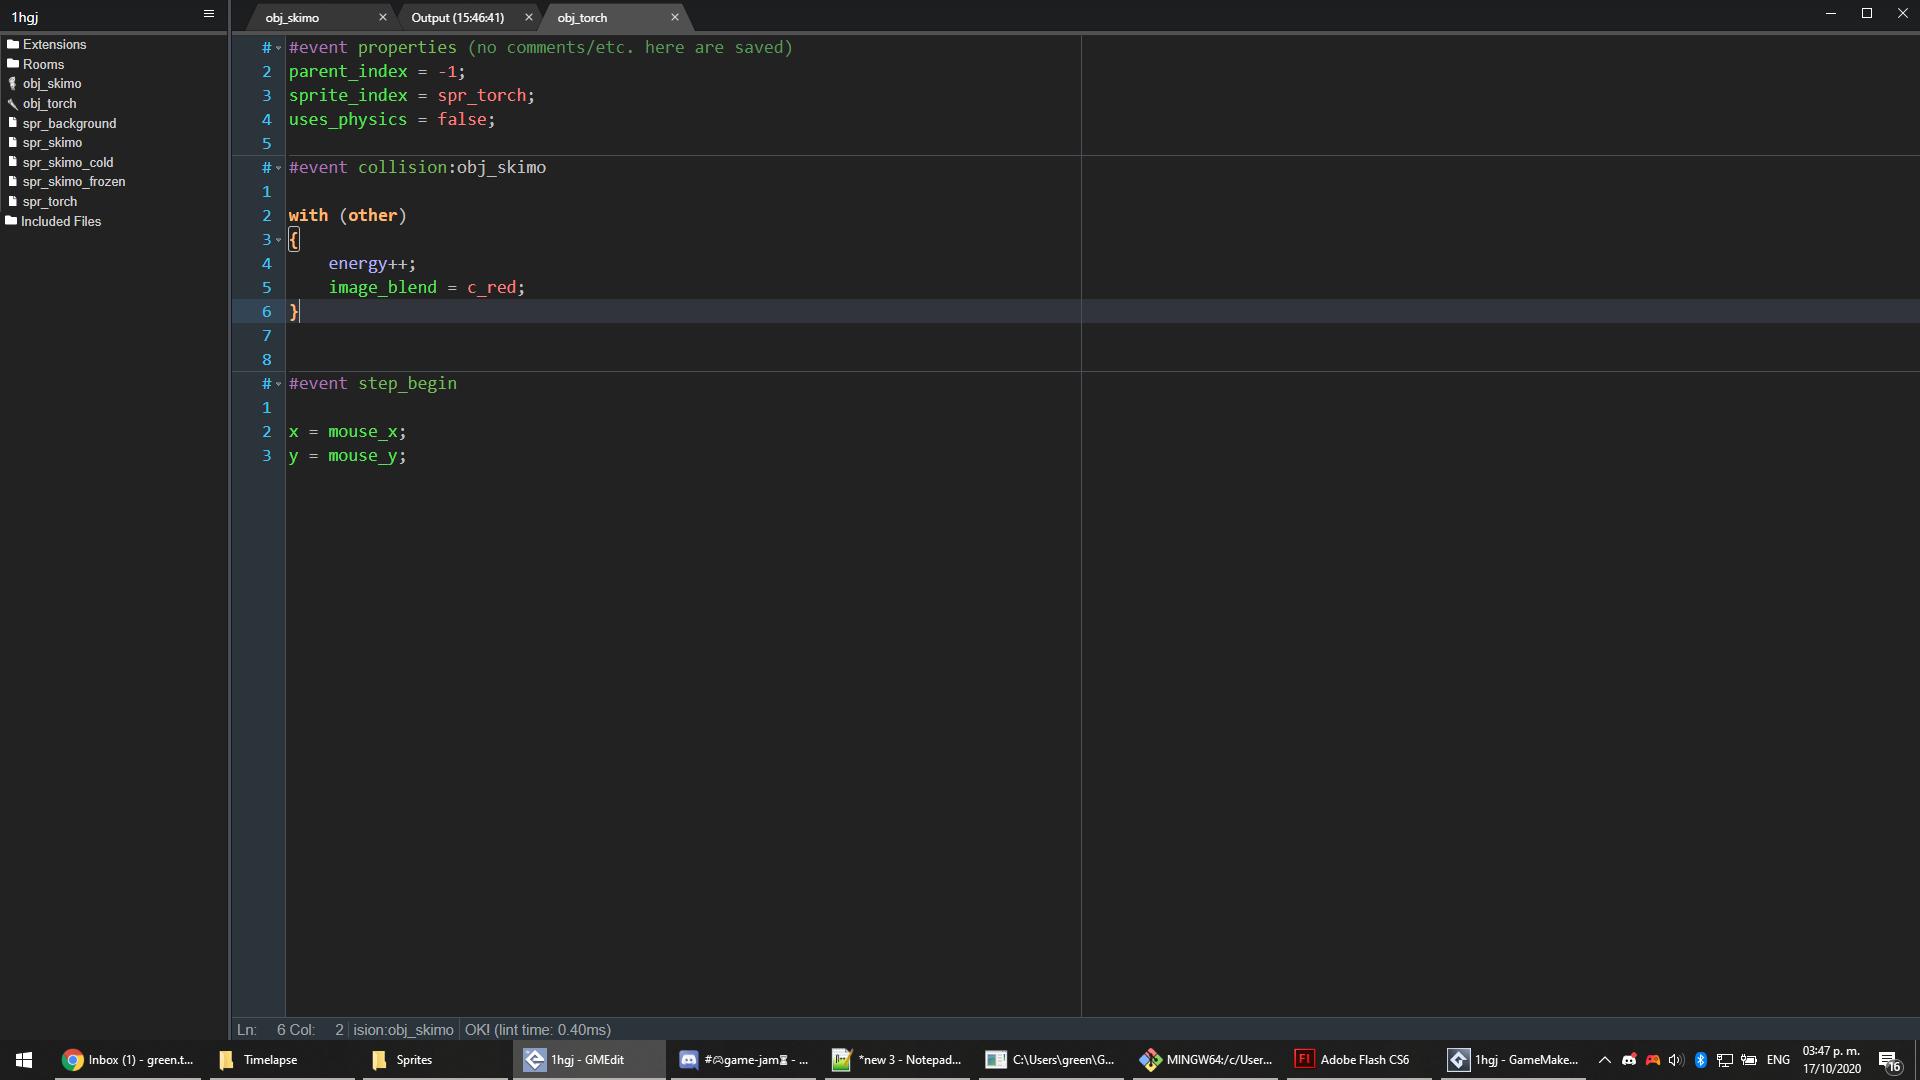 1hgj
obj_skimo
Output (15:46:41)
obj_torch
Extensions
Rooms
obj_skimo
obj_torch
spr_background
spr_skimo
spr_skimo_cold
spr_skimo_frozen
spr_torch
Included Files
# #event properties (no comments/etc. here are saved)
2 parent_index = -1;
3 sprite_index = spr_torch;
4 uses_physics = false;
5
# #event collision:obj_skimo
1
2 with (other)
3 {
4 energy++;
5 image_blend = c_red;
6 }
7
8
# #event step_begin
1
2 x = mouse_x;
3 y = mouse_y;
Ln: 6 Col: 2 ision:obj_skimo OK! (lint time: 0.40ms)
Inbox (1) - green.t...
Timelapse
Sprites
1hgj - GMEdit
#🎮game-jam⏳ - ...
*new 3 - Notepad...
C:\Users\green\G...
MINGW64:/c/User...
Fl
Adobe Flash CS6
1hgj - GameMake...
ENG
03:47 p. m.
17/10/2020
16